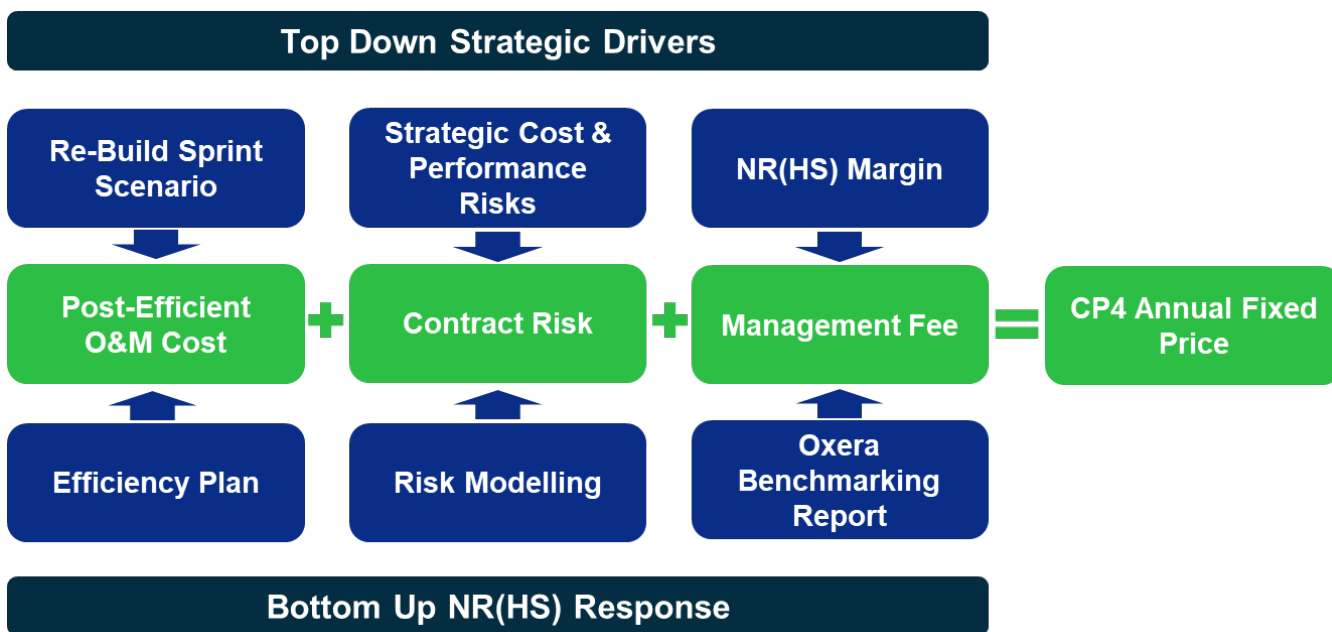 Top Down Strategic Drivers
Re-Build Sprint
Scenario
Strategic Cost &
Performance
Risks
NR(HS) Margin
Post-Efficient
O&M Cost
+
Contract Risk
+
Management Fee
=
CP4 Annual Fixed
Price
Efficiency Plan
Risk Modelling
Oxera
Benchmarking
Report
Bottom Up NR(HS) Response